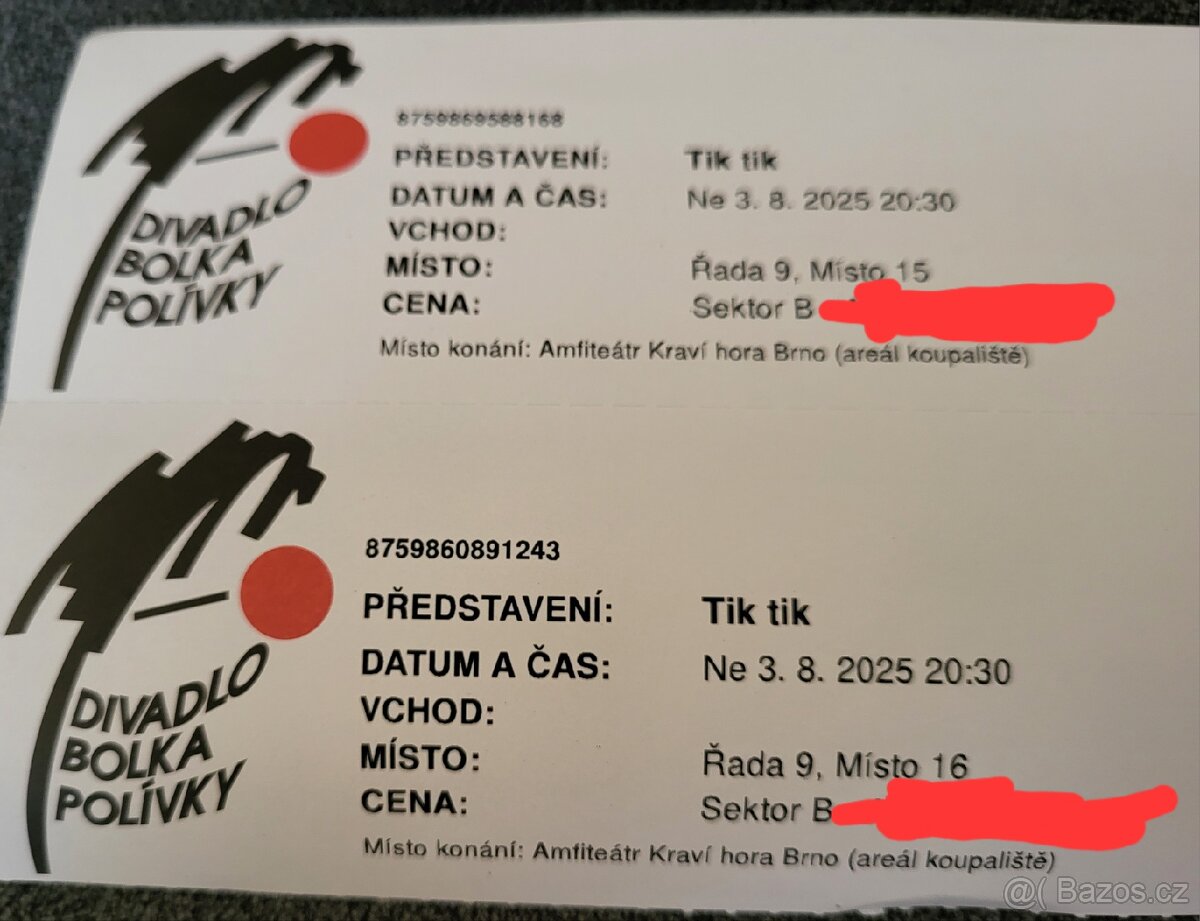 8759869588168
PŘEDSTAVENÍ: Tik tik
DATUM A ČAS: Ne 3. 8. 2025 20:30
VCHOD:
MÍSTO: Řada 9, Místo 15
CENA: Sektor B
Místo konání: Amfiteátr Kraví hora Brno (areál koupaliště)
DIVADLO
BOLKA
POLÍVKY
8759860891243
PŘEDSTAVENÍ: Tik tik
DATUM A ČAS: Ne 3. 8. 2025 20:30
VCHOD:
MÍSTO: Řada 9, Místo 16
CENA: Sektor B
Místo konání: Amfiteátr Kraví hora Brno (areál koupaliště)
DIVADLO
BOLKA
POLÍVKY
@( Bazos.cz